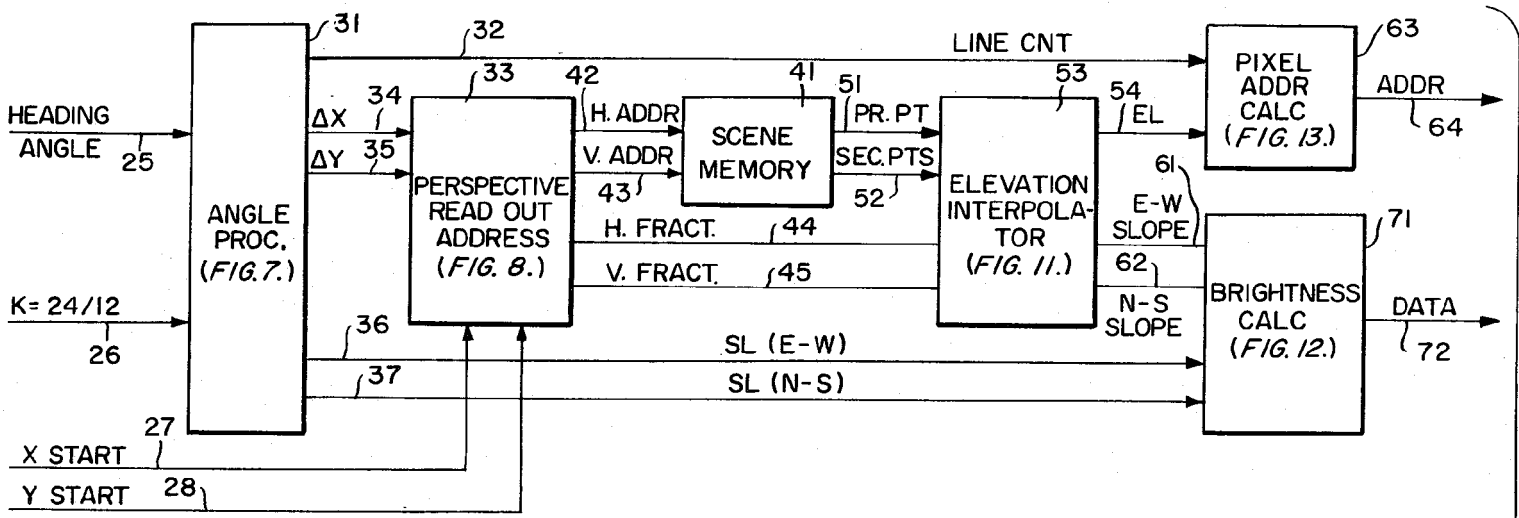 31
32
LINE CNT
63
PIXEL
ADDR
CALC
(FIG. 13.)
ADDR
64
HEADING
ANGLE
25
ΔX
34
ΔY
35
33
PERSPECTIVE
READ OUT
ADDRESS
(FIG. 8.)
42
H. ADDR
V. ADDR
43
41
SCENE
MEMORY
51
PR. PT
SEC. PTS
52
53
ELEVATION
INTERPOLA-
TOR
(FIG. 11.)
54
EL
61
E-W
SLOPE
62
N-S
SLOPE
ANGLE
PROC.
(FIG. 7.)
H. FRACT.
44
V. FRACT.
45
71
BRIGHTNESS
CALC
(FIG. 12.)
DATA
72
K= 24/12
26
36
SL (E-W)
37
SL (N-S)
X START
27
Y START
28